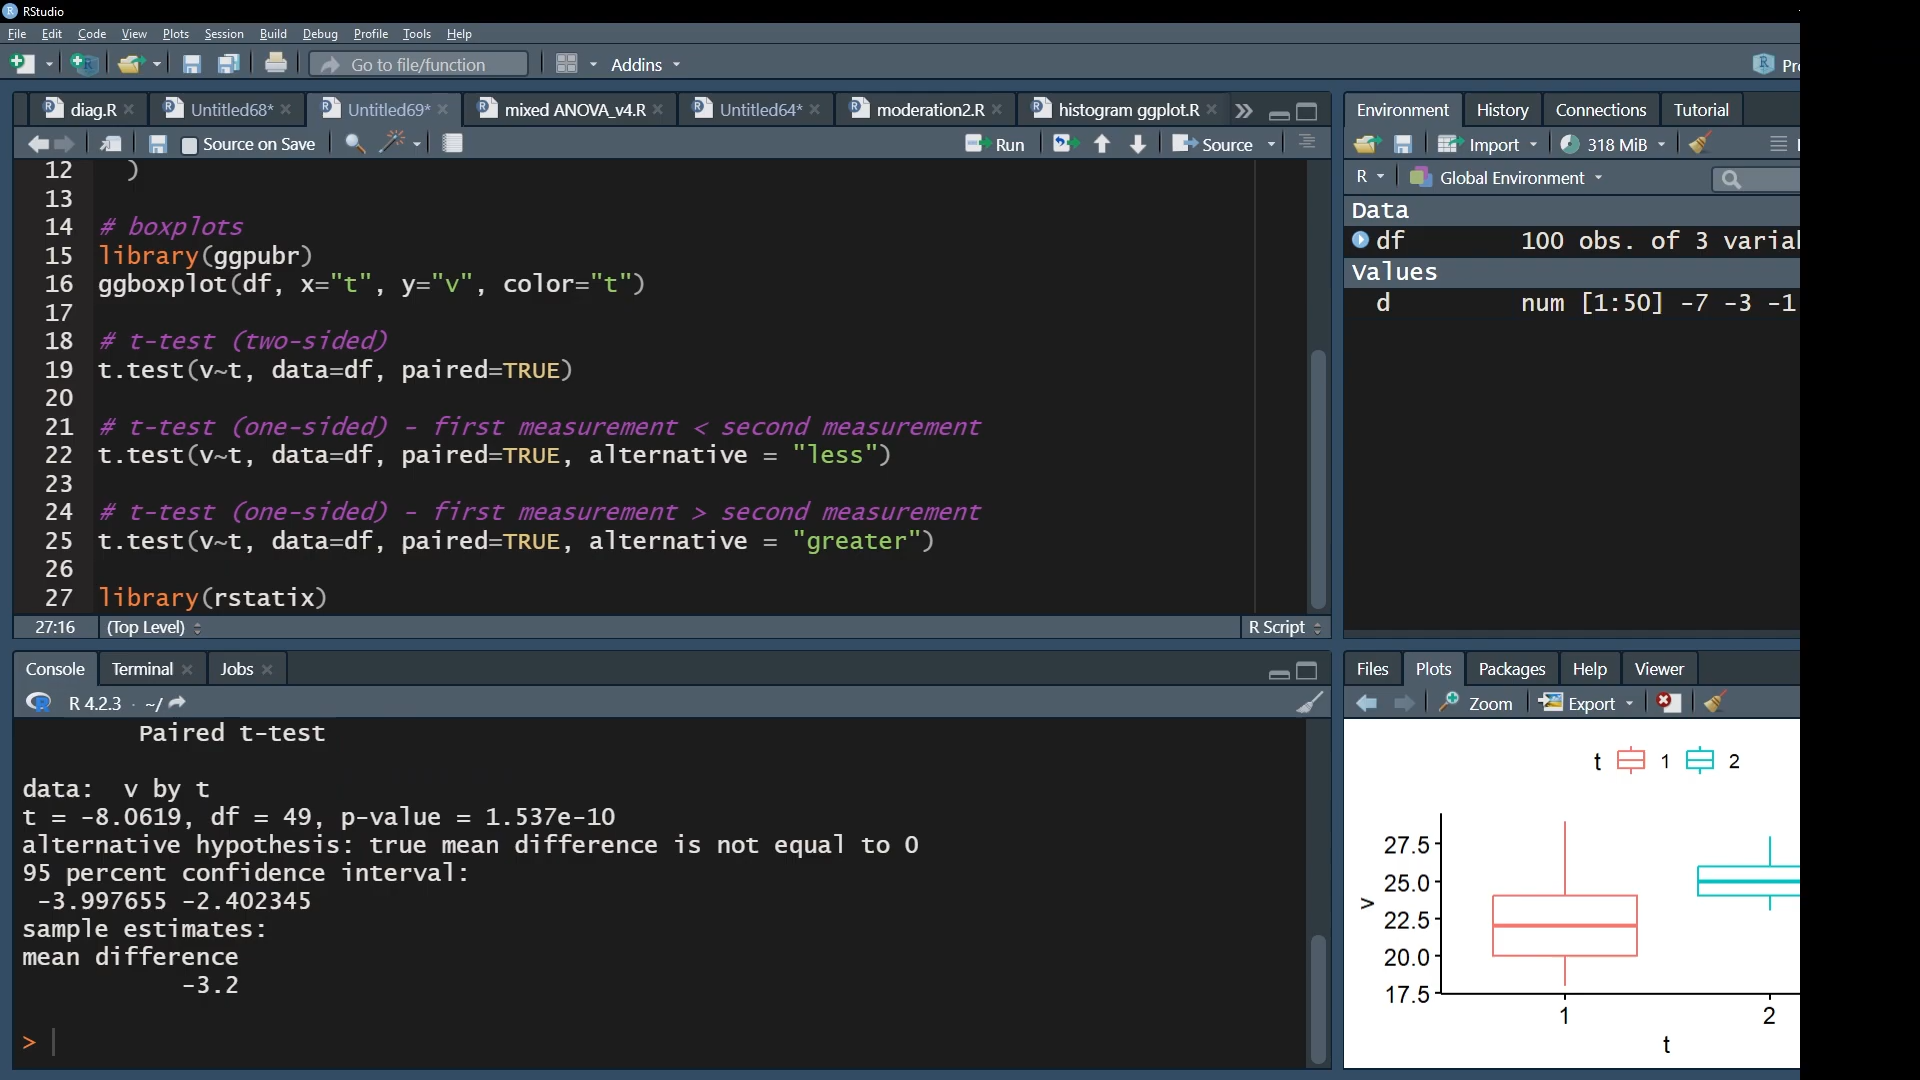 RStudio
File Edit Code View Plots Session Build Debug Profile Tools Help
Go to file/function Addins
diag.R Untitled68* Untitled69* mixed ANOVA_v4.R Untitled64* moderation2.R histogram ggplot.R
Source on Save Run Source
12 )
13
14 # boxplots
15 library(ggpubr)
16 ggboxplot(df, x="t", y="v", color="t")
17
18 # t-test (two-sided)
19 t.test(v~t, data=df, paired=TRUE)
20
21 # t-test (one-sided) - first measurement < second measurement
22 t.test(v~t, data=df, paired=TRUE, alternative = "less")
23
24 # t-test (one-sided) - first measurement > second measurement
25 t.test(v~t, data=df, paired=TRUE, alternative = "greater")
26
27 library(rstatix)
27:16 (Top Level) R Script
Console Terminal Jobs
R 4.2.3 · ~/
Paired t-test
data: v by t
t = -8.0619, df = 49, p-value = 1.537e-10
alternative hypothesis: true mean difference is not equal to 0
95 percent confidence interval:
-3.997655 -2.402345
sample estimates:
mean difference
-3.2
>
Environment History Connections Tutorial
Import 318 MiB
R Global Environment
Data
df 100 obs. of 3
Values
d num [1:50] -7 -3 -1
Files Plots Packages Help Viewer
Zoom Export
t 1 2
27.5
25.0
22.5
20.0
17.5
v
1 2
t